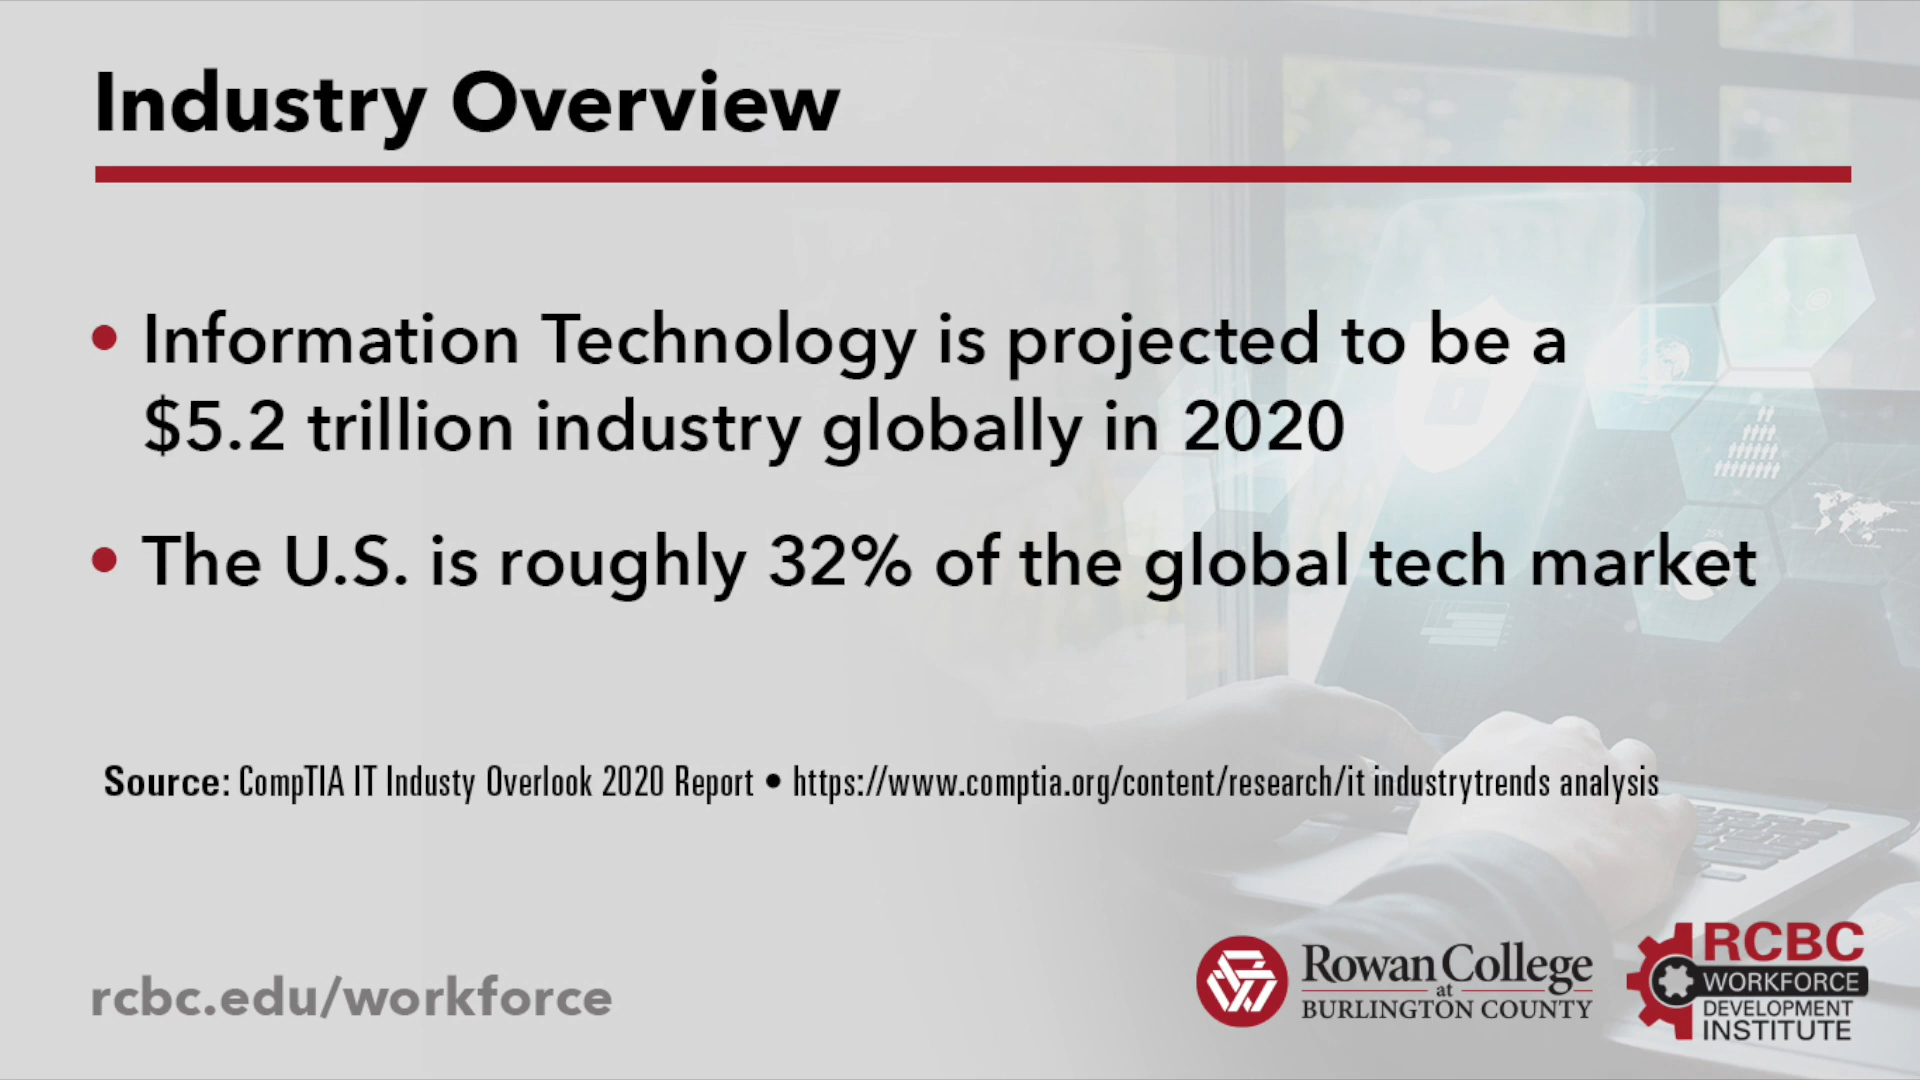 Industry Overview
• Information Technology is projected to be a
$5.2 trillion industry globally in 2020
• The U.S. is roughly 32% of the global tech market
Source: CompTIA IT Industy Overlook 2020 Report • https://www.comptia.org/content/research/it industrytrends analysis
rcbc.edu/workforce
Rowan College
at
BURLINGTON COUNTY
RCBC
WORKFORCE
DEVELOPMENT
INSTITUTE